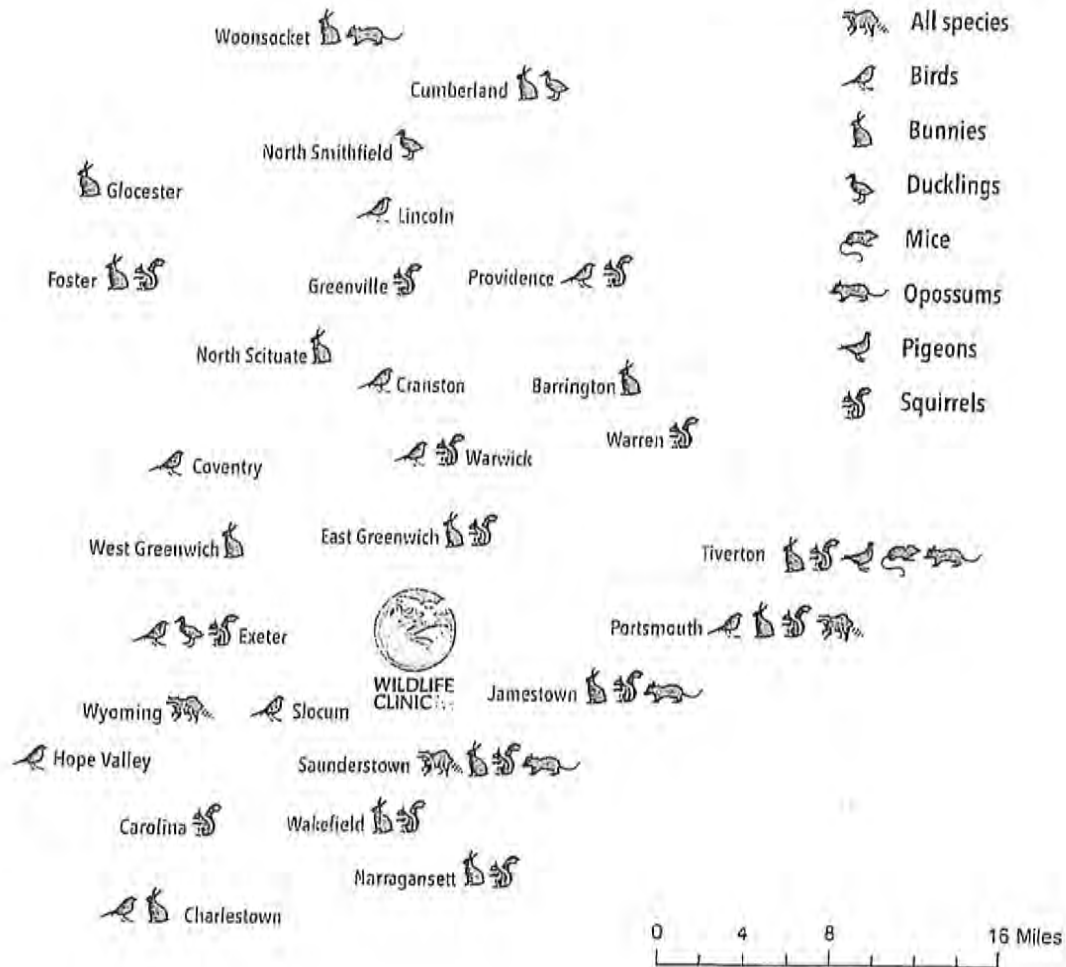 Woonsocket
All species
Birds
Cumberland
Bunnies
North Smithfield
Glocester
Ducklings
Lincoln
Mice
Foster
Greenville
Providence
Opossums
North Scituate
Pigeons
Cranston
Barrington
Squirrels
Warren
Coventry
Warwick
West Greenwich
East Greenwich
Tiverton
Exeter
Portsmouth
WILDLIFE
CLINIC
Jamestown
Wyoming
Slocum
Hope Valley
Saunderstown
Carolina
Wakefield
Narragansett
Charlestown
0 4 8 16 Miles